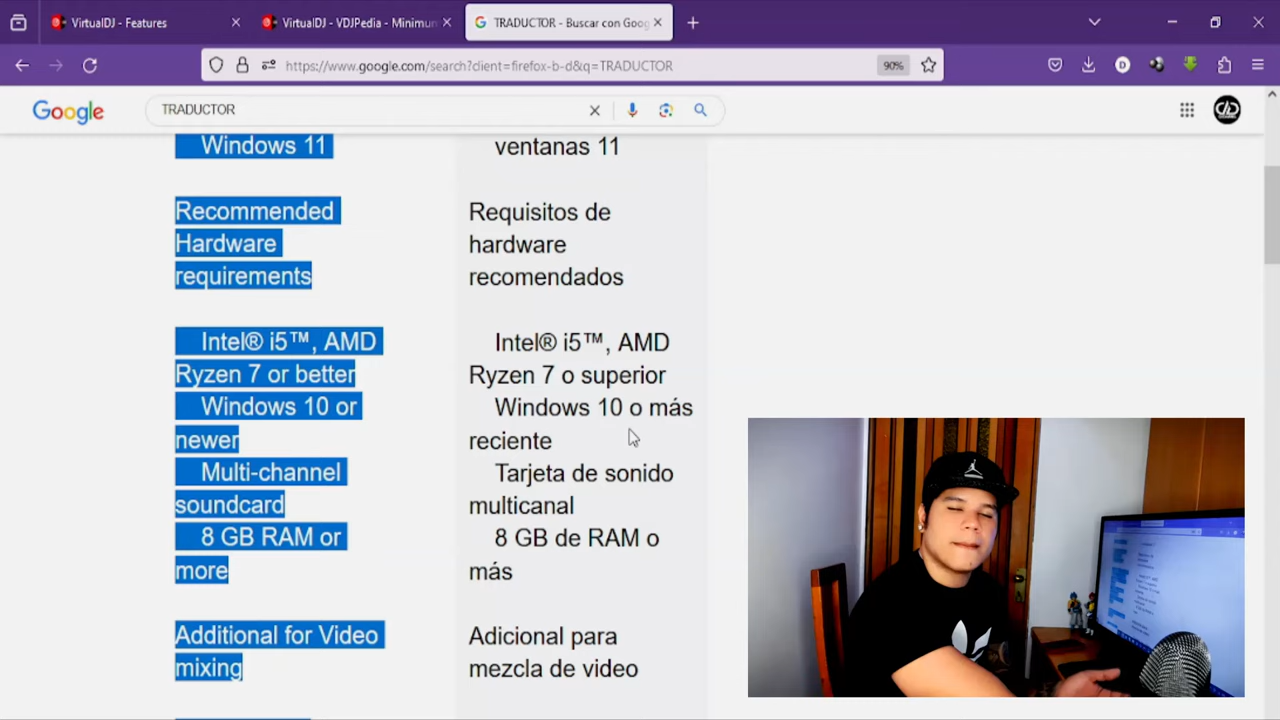 VirtualDJ - Features
VirtualDJ - VDJPedia - Minimun
TRADUCTOR - Buscar con Goog
https://www.google.com/search?client=firefox-b-d&q=TRADUCTOR
90%
Google
TRADUCTOR
Windows 11
Recommended
Hardware
requirements
Intel® i5™, AMD
Ryzen 7 or better
Windows 10 or
newer
Multi-channel
soundcard
8 GB RAM or
more
Additional for Video
mixing
ventanas 11
Requisitos de
hardware
recomendados
Intel® i5™, AMD
Ryzen 7 o superior
Windows 10 o más
reciente
Tarjeta de sonido
multicanal
8 GB de RAM o
más
Adicional para
mezcla de video